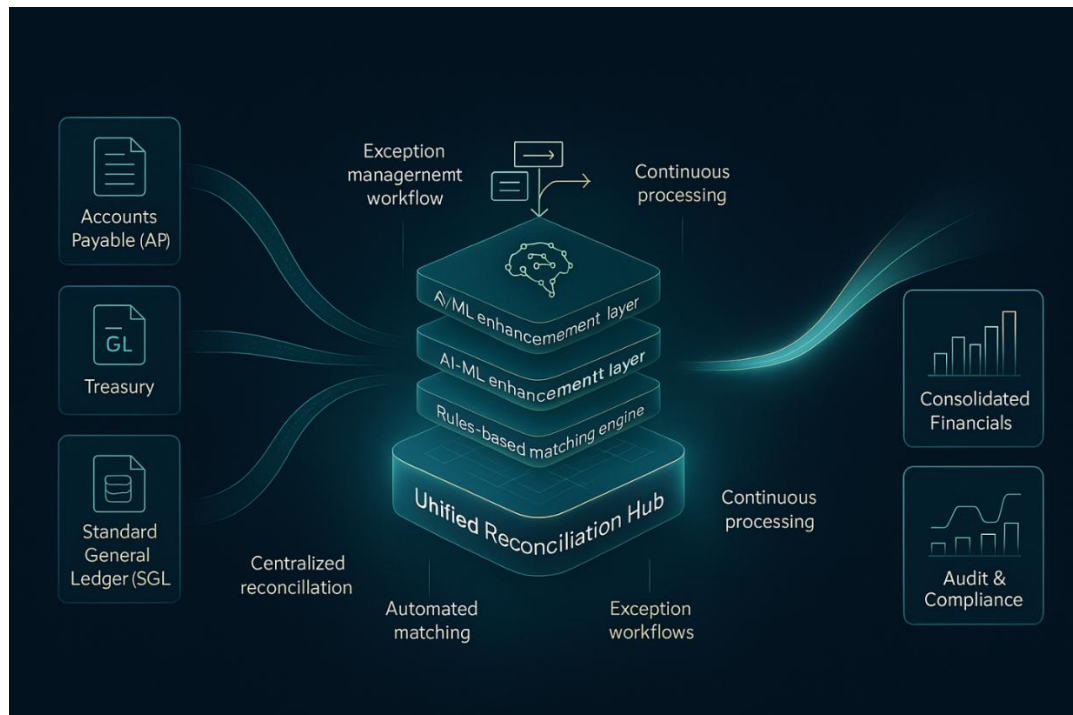 Accounts
Payable (AP)
GL
Treasury
Standard
General
Ledger (SGL
Exception
managememt
workflow
Continuous
processing
AI/ML enhancemement layer
AI-ML enhancementt layer
Rules-based matching engine
Unified Reconciliation Hub
Centralized
reconciliation
Automated
matching
Exception
workflows
Continuous
processing
Consolidated
Financials
Audit &
Compliance